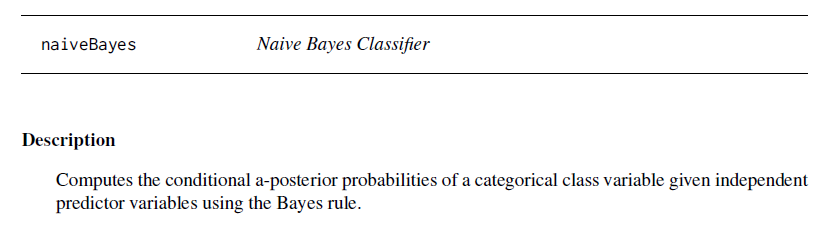 naiveBayes Naive Bayes Classifier
Description
Computes the conditional a-posterior probabilities of a categorical class variable given independent
predictor variables using the Bayes rule.